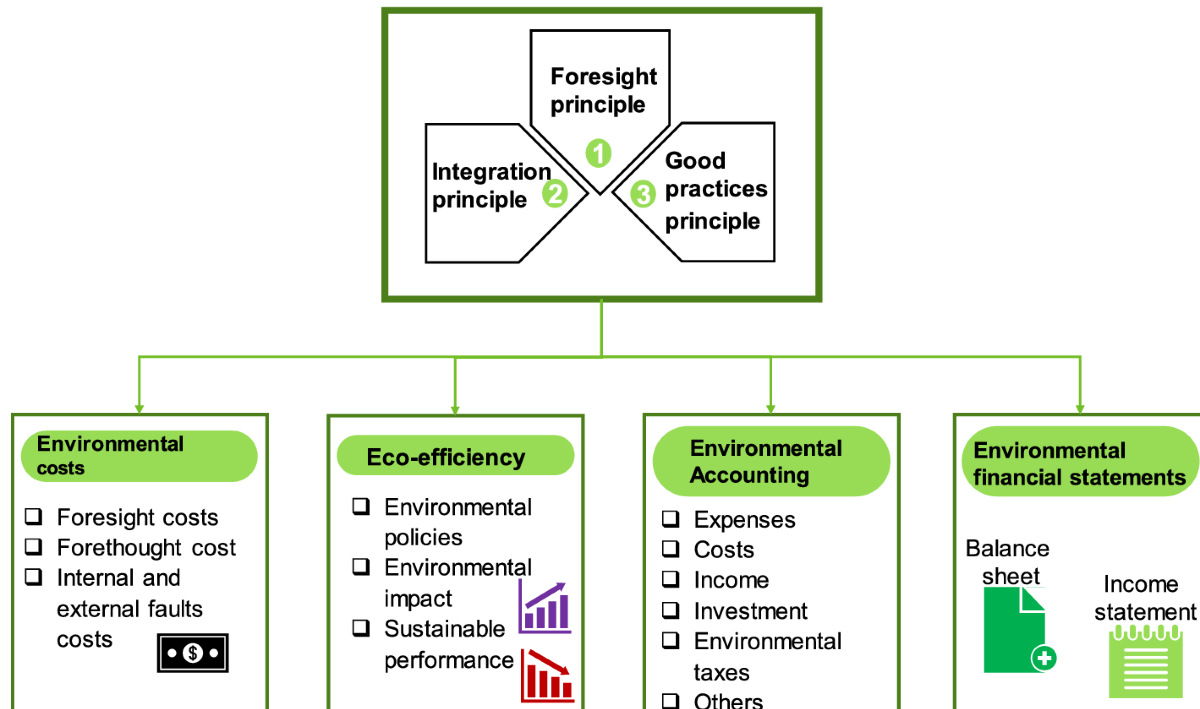 Foresight
principle
1
Integration
principle
2
Good
practices
principle
3
Environmental
costs
❑ Foresight costs
❑ Forethought cost
❑ Internal and
external faults
costs
$
Eco-efficiency
❑ Environmental
policies
❑ Environmental
impact
❑ Sustainable
performance
Environmental
Accounting
❑ Expenses
❑ Costs
❑ Income
❑ Investment
❑ Environmental
taxes
❑ Others
Environmental
financial statements
Balance
sheet
Income
statement